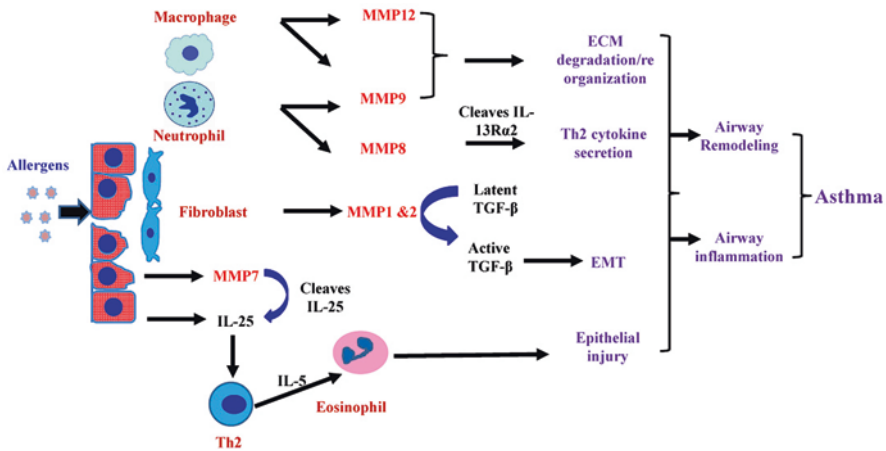 Macrophage
MMP12
ECM
degradation/re
organization
MMP9
Neutrophil
Cleaves IL-
13Rα2
MMP8
Th2 cytokine
secretion
Airway
Remodeling
Allergens
Asthma
Fibroblast
MMP1 &2
Latent
TGF-β
Active
TGF-β
EMT
Airway
inflammation
MMP7
Cleaves
IL-25
IL-25
Epithelial
injury
IL-5
Eosinophil
Th2